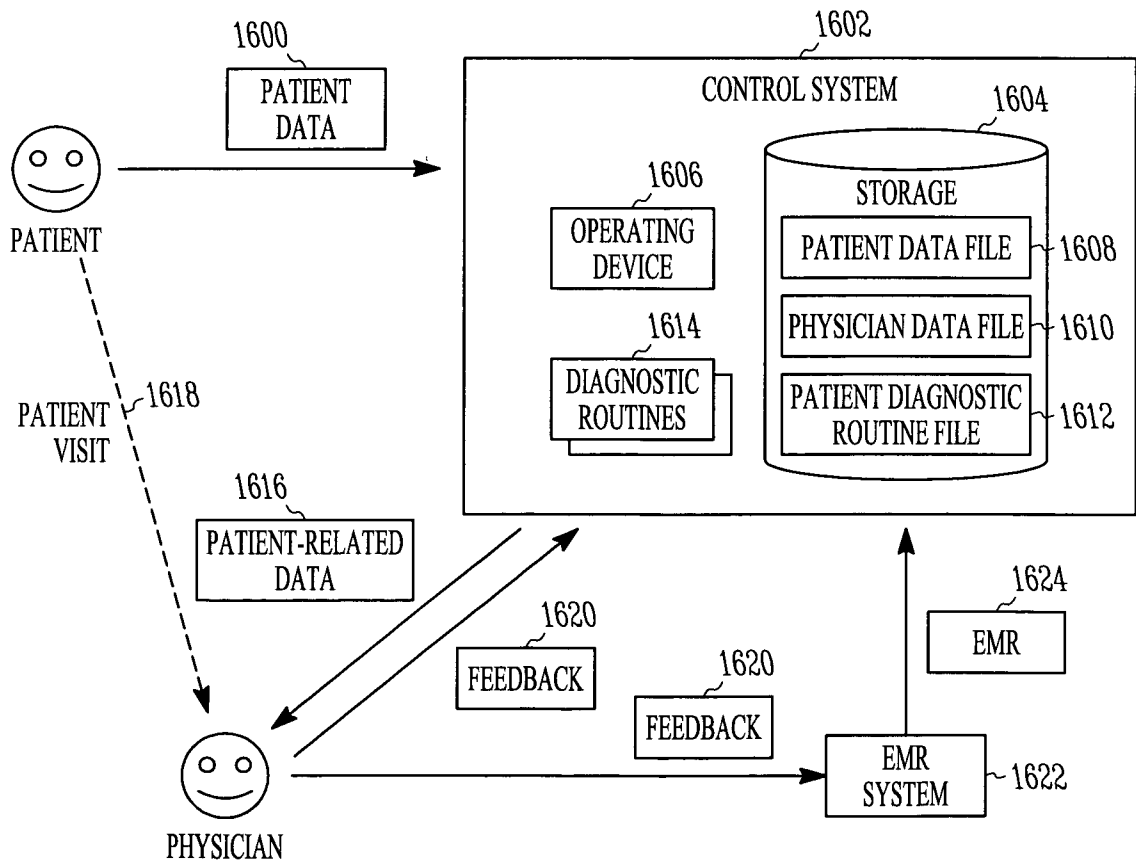 1600
PATIENT
DATA
PATIENT
1602
CONTROL SYSTEM
1604
STORAGE
1606
OPERATING
DEVICE
PATIENT DATA FILE
1608
PHYSICIAN DATA FILE
1610
1614
DIAGNOSTIC
ROUTINES
PATIENT DIAGNOSTIC
ROUTINE FILE
1612
PATIENT
VISIT
1618
1616
PATIENT-RELATED
DATA
1620
FEEDBACK
1620
FEEDBACK
1624
EMR
EMR
SYSTEM
1622
PHYSICIAN